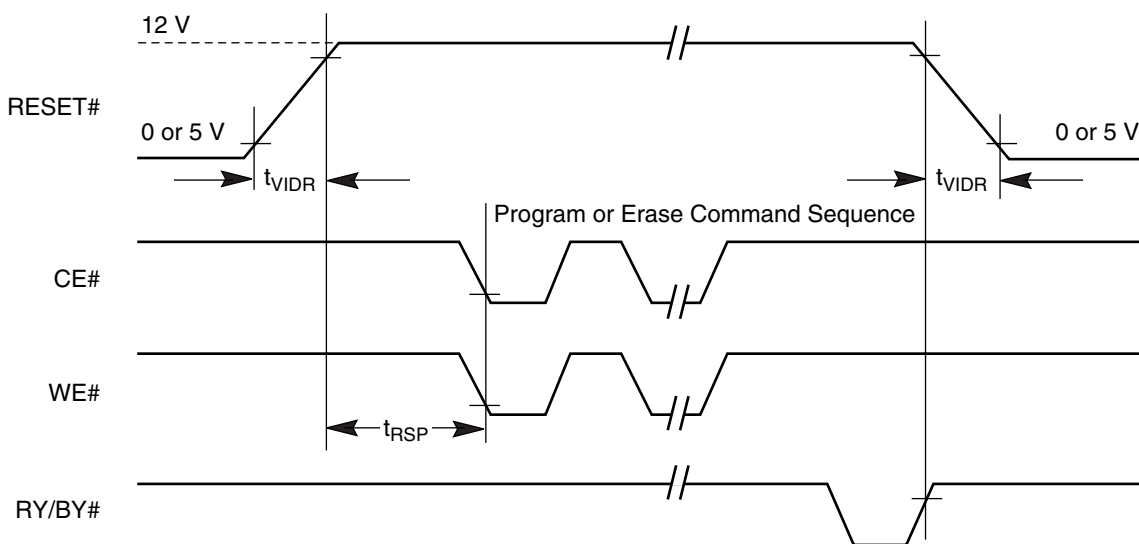 12 V
RESET#
0 or 5 V
0 or 5 V
tVIDR
tVIDR
Program or Erase Command Sequence
CE#
WE#
tRSP
RY/BY#